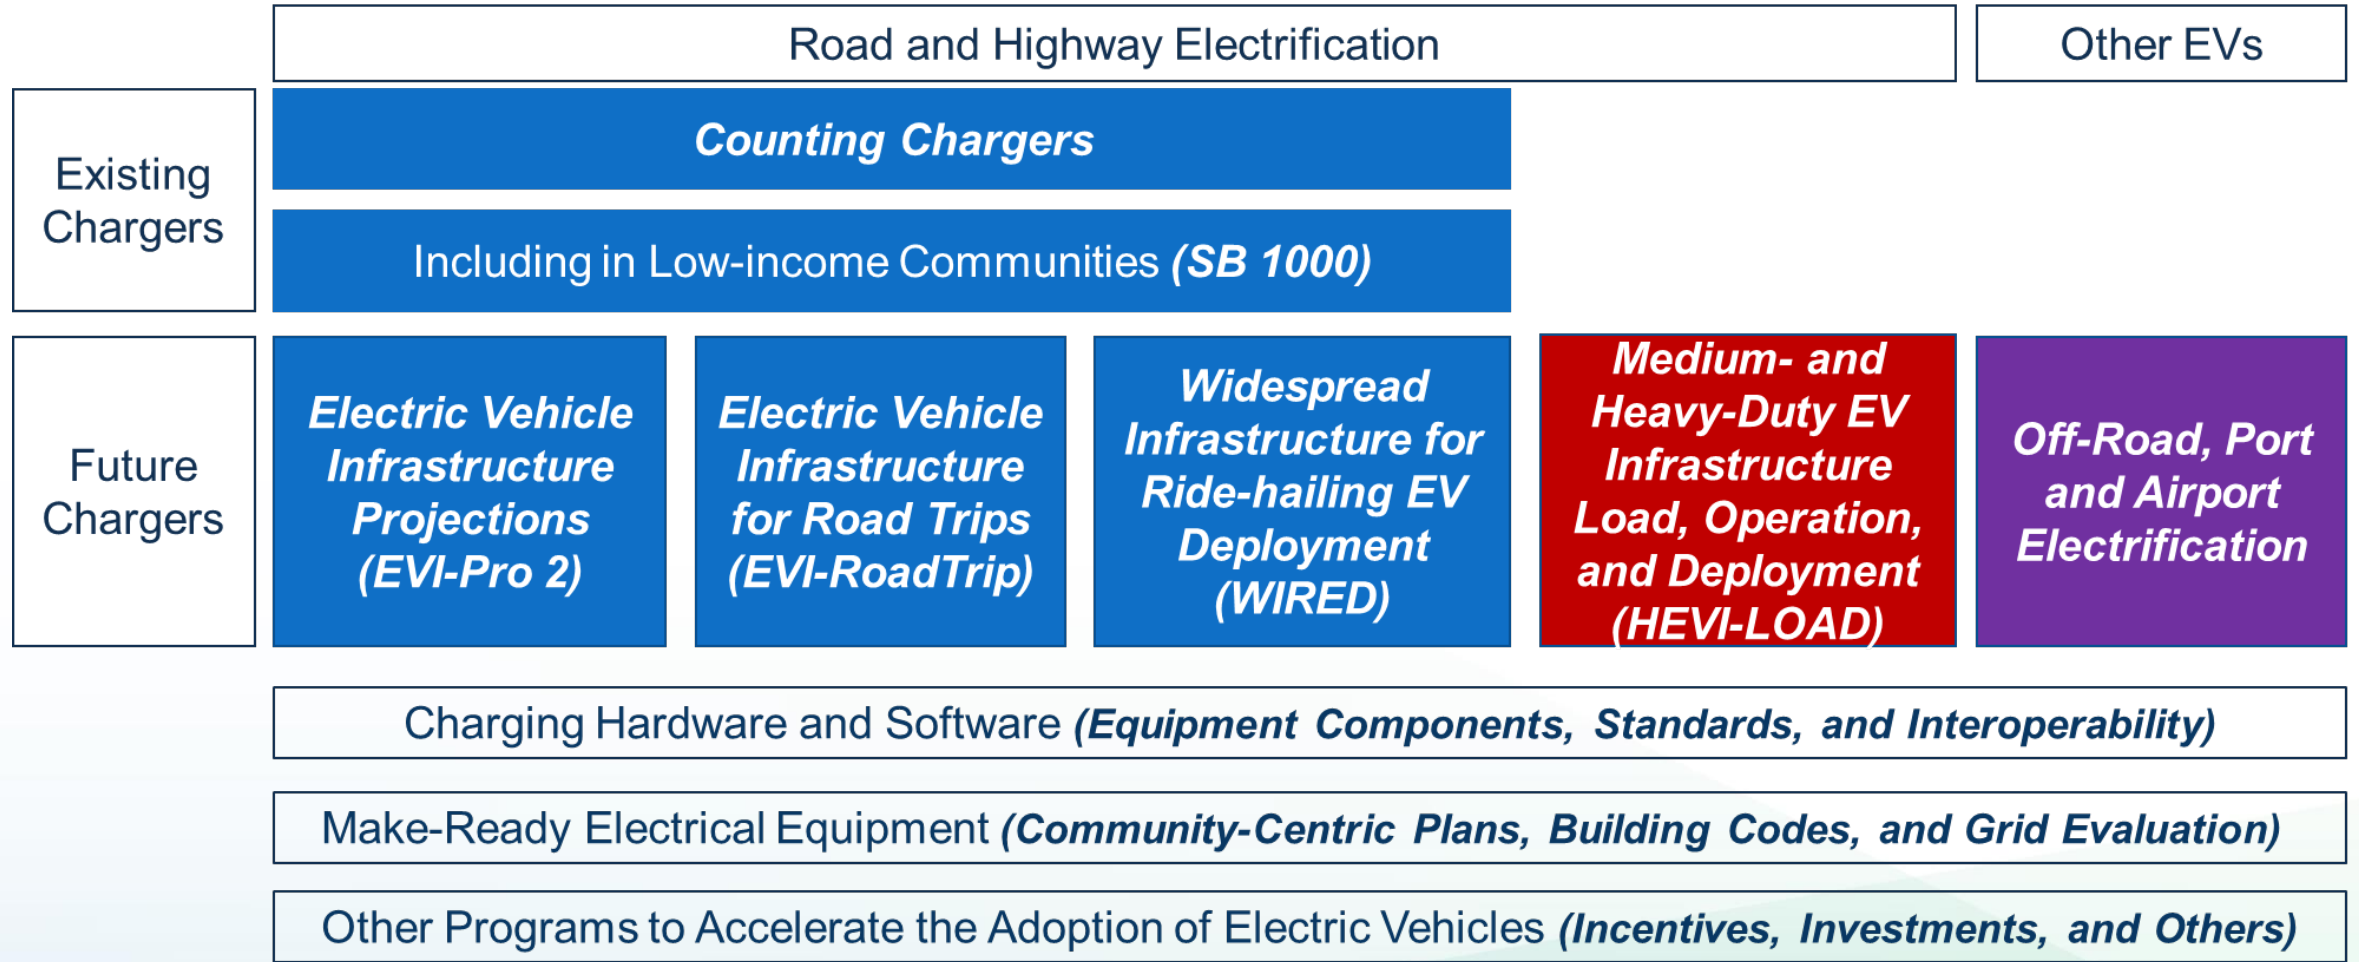 Road and Highway Electrification
Other EVs
Existing
Chargers
Counting Chargers
Including in Low-income Communities (SB 1000)
Future
Chargers
Electric Vehicle
Infrastructure
Projections
(EVI-Pro 2)
Electric Vehicle
Infrastructure
for Road Trips
(EVI-RoadTrip)
Widespread
Infrastructure for
Ride-hailing EV
Deployment
(WIRED)
Medium- and
Heavy-Duty EV
Infrastructure
Load, Operation,
and Deployment
(HEVI-LOAD)
Off-Road, Port
and Airport
Electrification
Charging Hardware and Software (Equipment Components, Standards, and Interoperability)
Make-Ready Electrical Equipment (Community-Centric Plans, Building Codes, and Grid Evaluation)
Other Programs to Accelerate the Adoption of Electric Vehicles (Incentives, Investments, and Others)